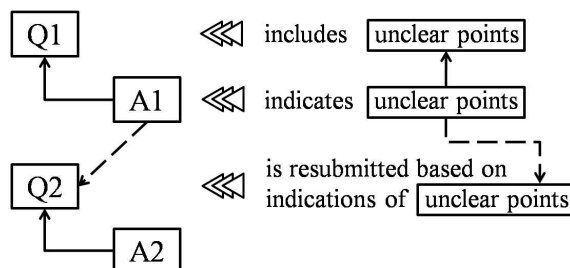 Q1 includes unclear points
A1 indicates unclear points
is resubmitted based on
Q2 indications of unclear points
A2